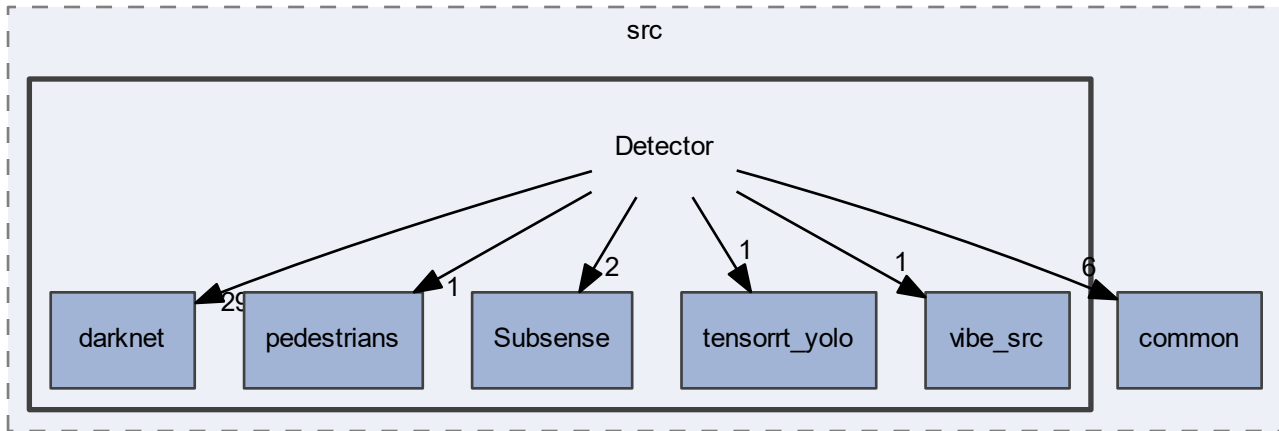 src
Detector
1
1
2
6
29
1
darknet
pedestrians
Subsense
tensorrt_yolo
vibe_src
common